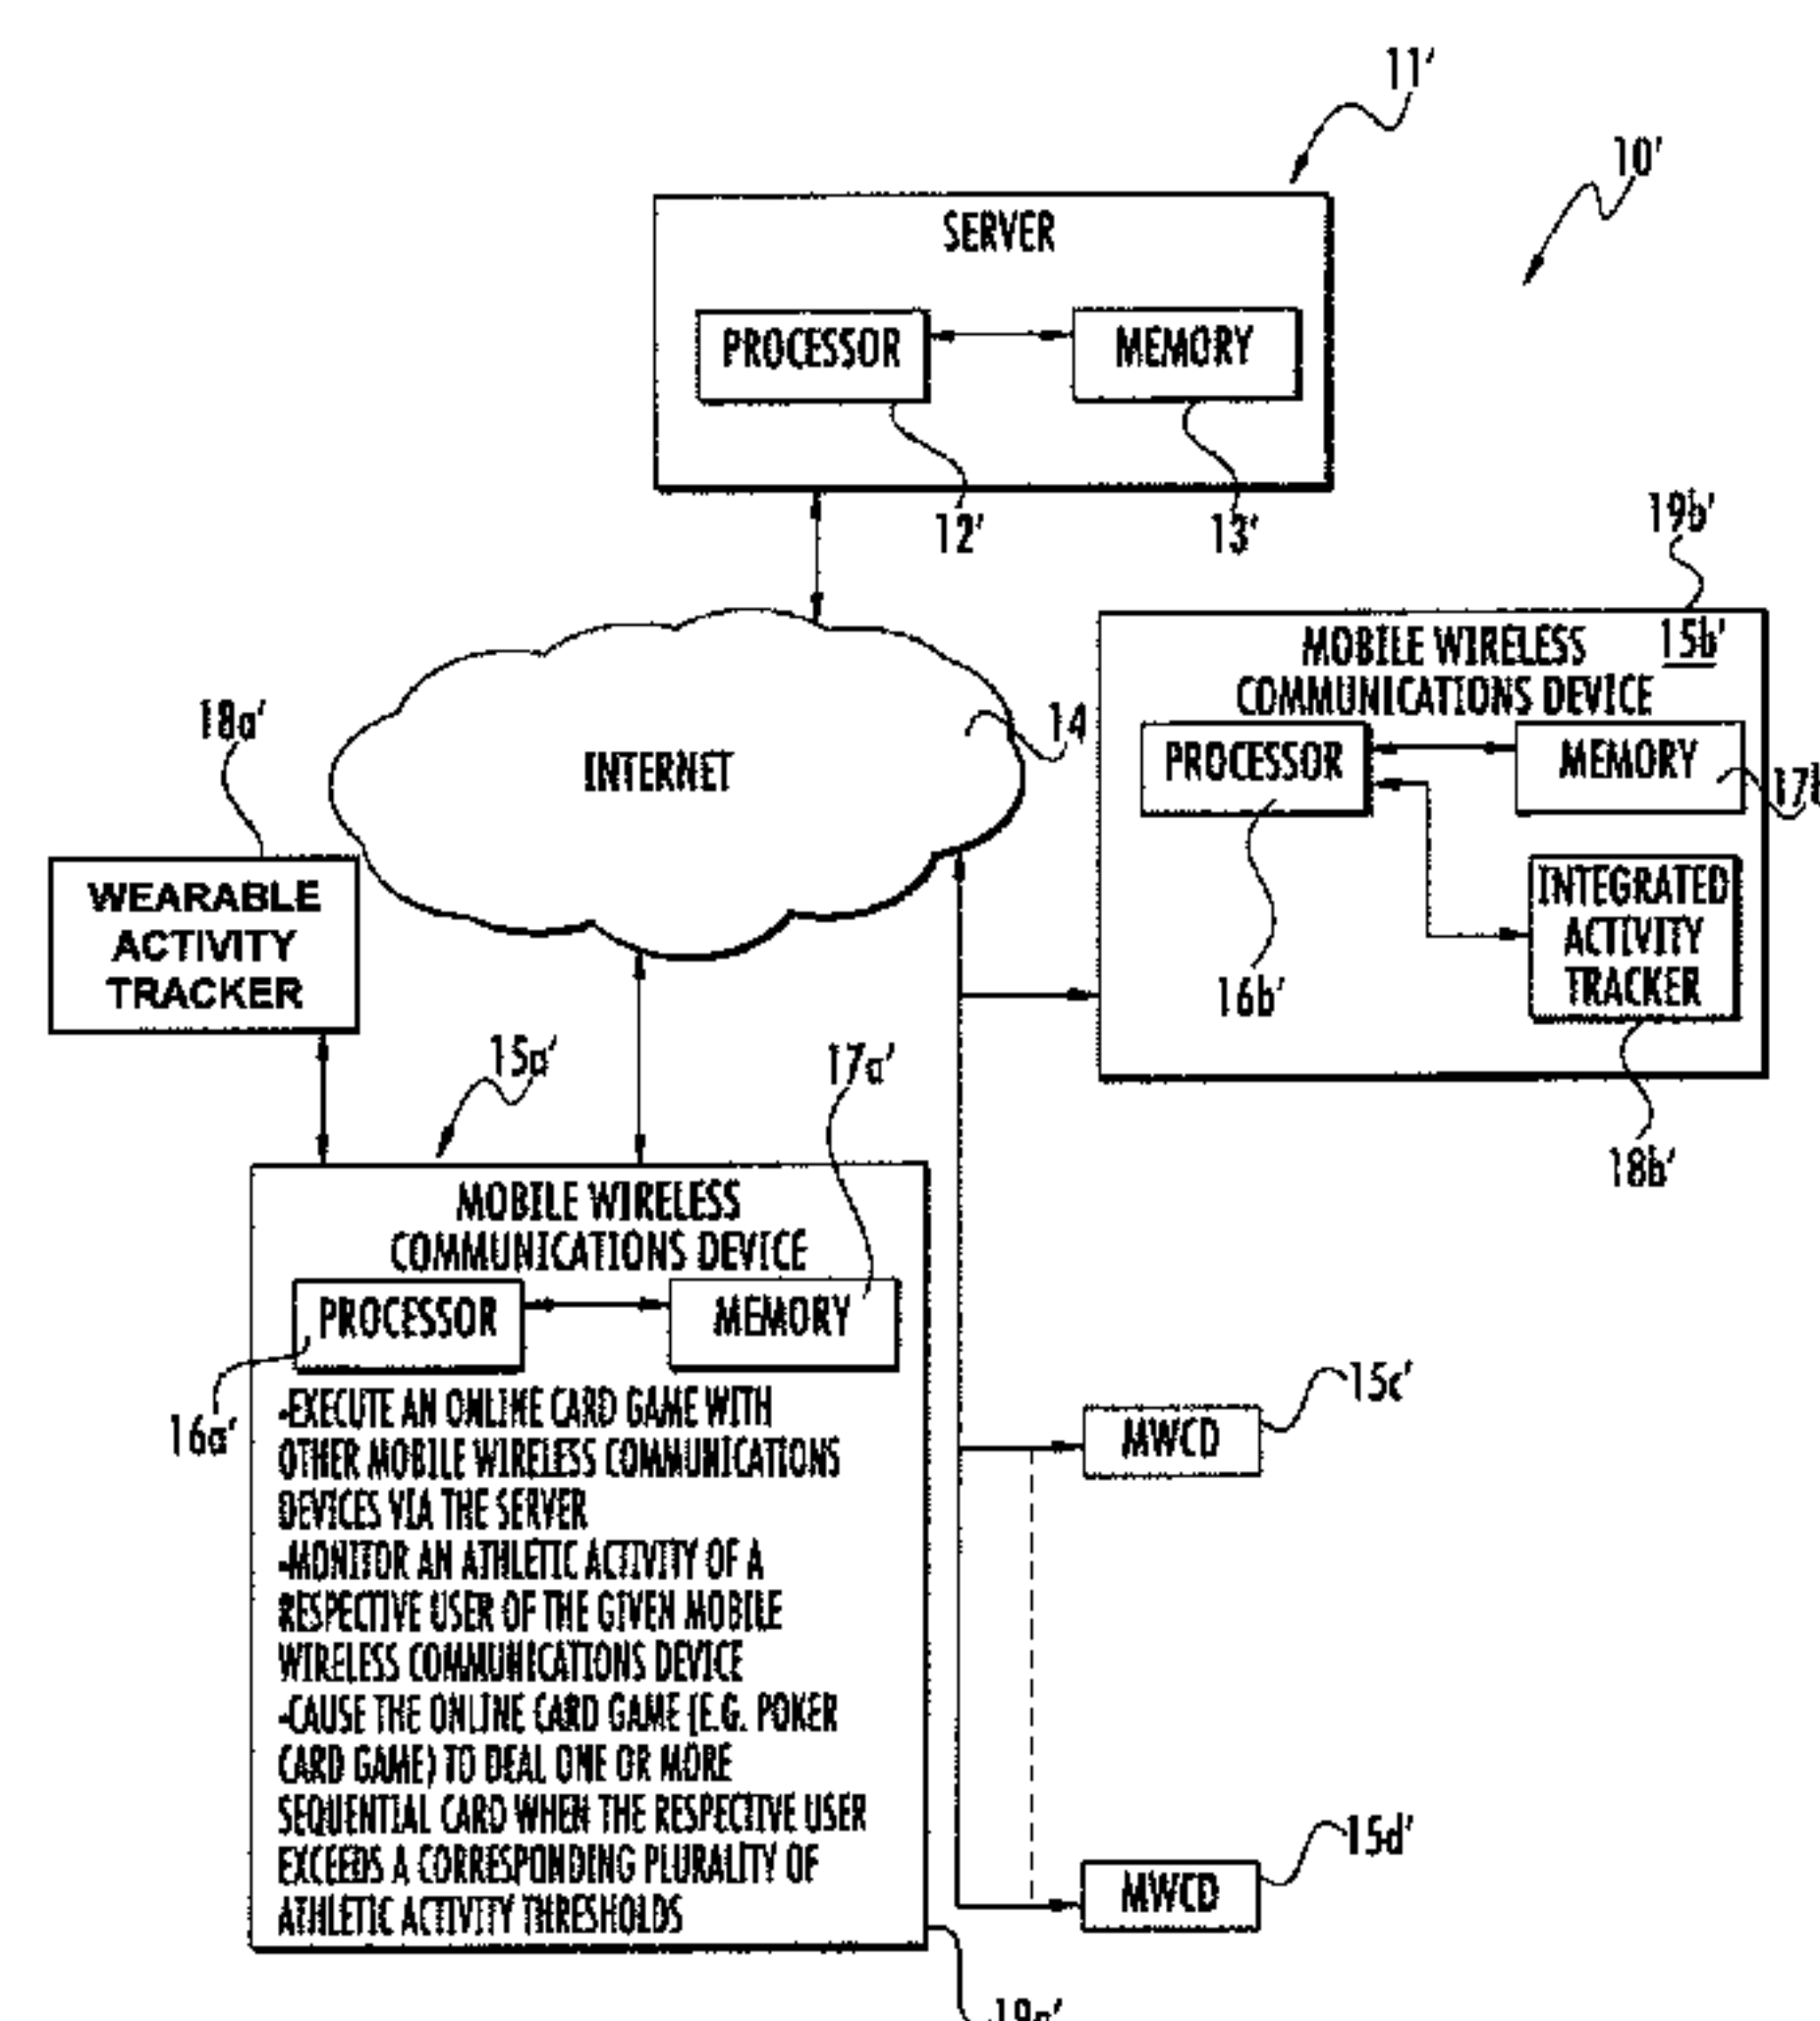 11'
10'
SERVER
PROCESSOR
MEMORY
12'
13'
19b'
MOBILE WIRELESS
15b'
COMMUNICATIONS DEVICE
18a'
14
INTERNET
PROCESSOR
MEMORY
WEARABLE
ACTIVITY
TRACKER
INTEGRATED
ACTIVITY
TRACKER
16b'
15a'
17a'
18b'
MOBILE WIRELESS
COMMUNICATIONS DEVICE
PROCESSOR
MEMORY
16a'
-EXECUTE AN ONLINE CARD GAME WITH
OTHER MOBILE WIRELESS COMMUNICATIONS
DEVICES VIA THE SERVER
-MONITOR AN ATHLETIC ACTIVITY OF A
RESPECTIVE USER OF THE GIVEN MOBILE
WIRELESS COMMUNICATIONS DEVICE
-CAUSE THE ONLINE CARD GAME (E.G. POKER
CARD GAME) TO DEAL ONE OR MORE
SEQUENTIAL CARD WHEN THE RESPECTIVE USER
EXCEEDS A CORRESPONDING PLURALITY OF
ATHLETIC ACTIVITY THRESHOLDS
MWCD
15c'
MWCD
15d'